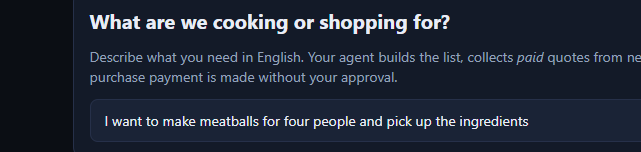 What are we cooking or shopping for?
Describe what you need in English. Your agent builds the list, collects paid quotes from
purchase payment is made without your approval.
I want to make meatballs for four people and pick up the ingredients